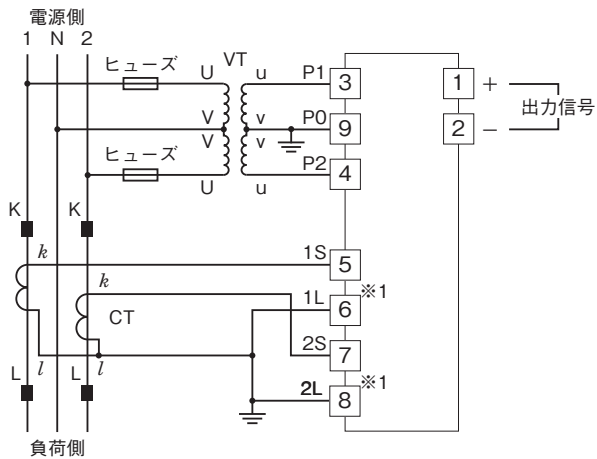 電源側
1 N 2
ヒューズ
VT
U u P1 3
1 +
出力信号
V v P0 9
2 −
V v
ヒューズ
U u P2 4
K K
k 1S 5
※1
k 1L 6
CT
2S 7
※1
L l L l 2L 8
負荷側